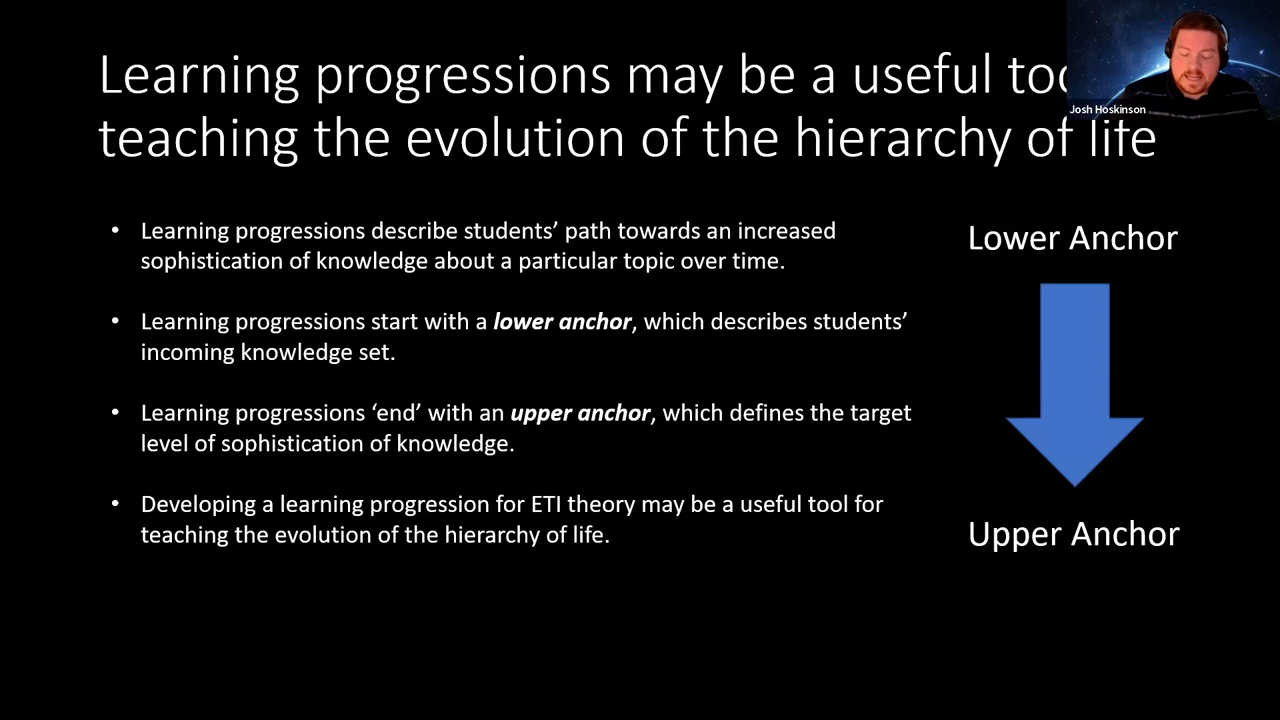 Learning progressions may be a useful
teaching the evolution of the hierarchy of life
Josh Hoskinson
• Learning progressions describe students’ path towards an increased
sophistication of knowledge about a particular topic over time.
• Learning progressions start with a lower anchor, which describes students’
incoming knowledge set.
• Learning progressions ‘end’ with an upper anchor, which defines the target
level of sophistication of knowledge.
• Developing a learning progression for ETI theory may be a useful tool for
teaching the evolution of the hierarchy of life.
Lower Anchor
Upper Anchor